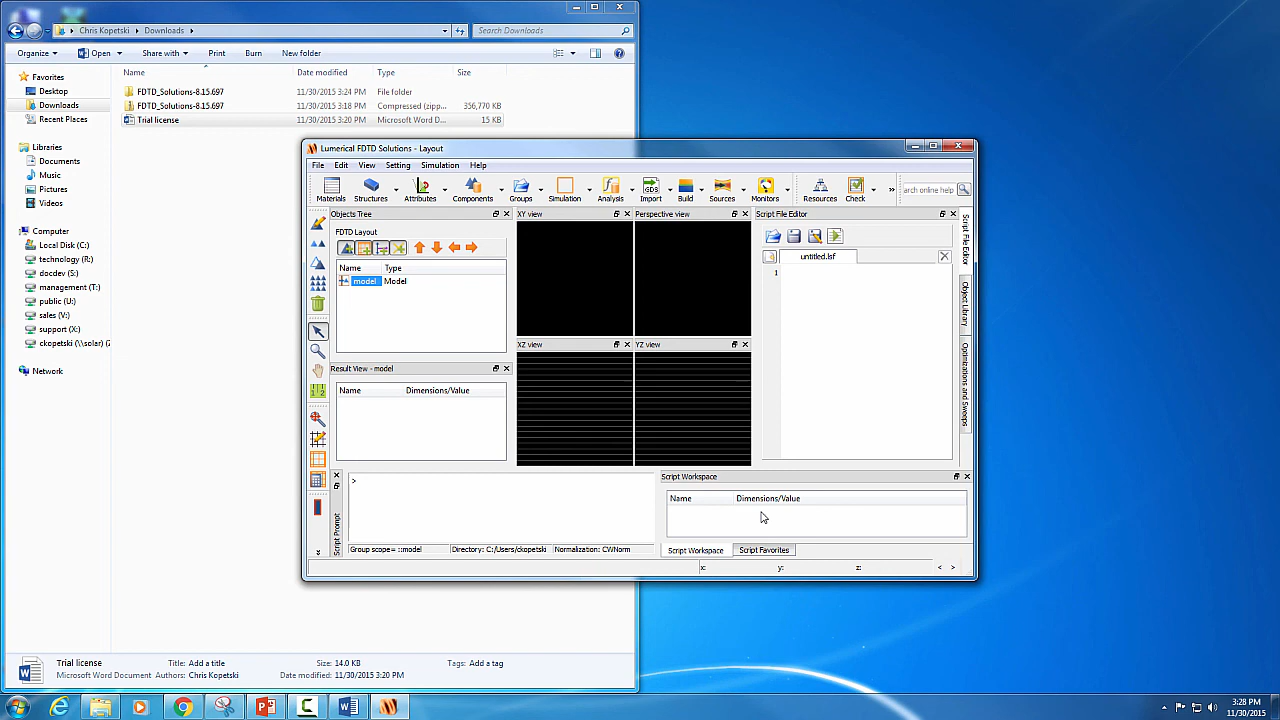 Chris Kopetski Downloads
Search Downloads
Organize Open Share with Print Burn New folder
Name Date modified Type Size
Favorites
Desktop
Downloads
Recent Places
Libraries
Documents
Music
Pictures
Videos
Computer
Local Disk (C:)
technology (R:)
docdev (S:)
management (T:)
public (U:)
sales (V:)
support (X:)
ckopetski (\\solar) (Z
Network
FDTD_Solutions-8.15.697 11/30/2015 3:24 PM File folder
FDTD_Solutions-8.15.697 11/30/2015 3:18 PM Compressed (zipp... 356,770 KB
Trial license 11/30/2015 3:20 PM Microsoft Word D... 15 KB
Lumerical FDTD Solutions - Layout
File Edit View Setting Simulation Help
Materials Structures Attributes Components Groups Simulation Analysis Import Build Sources Monitors Resources Check
GDS
»
arch online help
Objects Tree
FDTD Layout
Name Type
model Model
Result View - model
Name Dimensions/Value
XY view
Perspective view
XZ view
YZ view
Script File Editor
untitled.lsf
1
Script File Editor
Object Library
Optimizations and Sweeps
Script Prompt
>
Group scope= ::model Directory: C:/Users/ckopetski Normalization: CWNorm
Script Workspace
Name Dimensions/Value
Script Workspace Script Favorites
x: y: z: < >
Trial license Title: Add a title Size: 14.0 KB Tags: Add a tag
Microsoft Word Document Authors: Chris Kopetski Date modified: 11/30/2015 3:20 PM
3:28 PM
11/30/2015